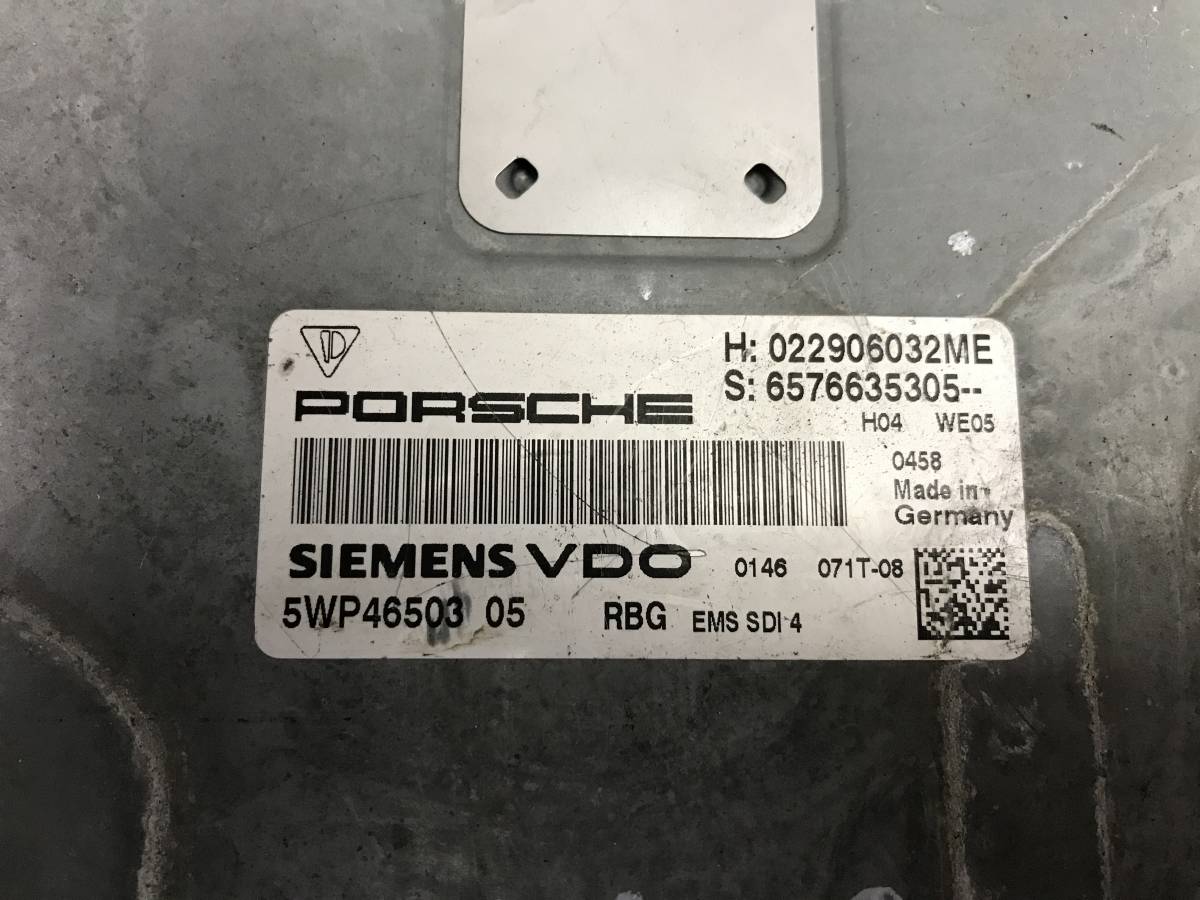 ID
PORSCHE
H: 022906032ME
S: 6576635305--
H04 WE05
0458
Made in
Germany
SIEMENS VDO 0146 071T-08
5WP46503 05 RBG EMS SDI 4